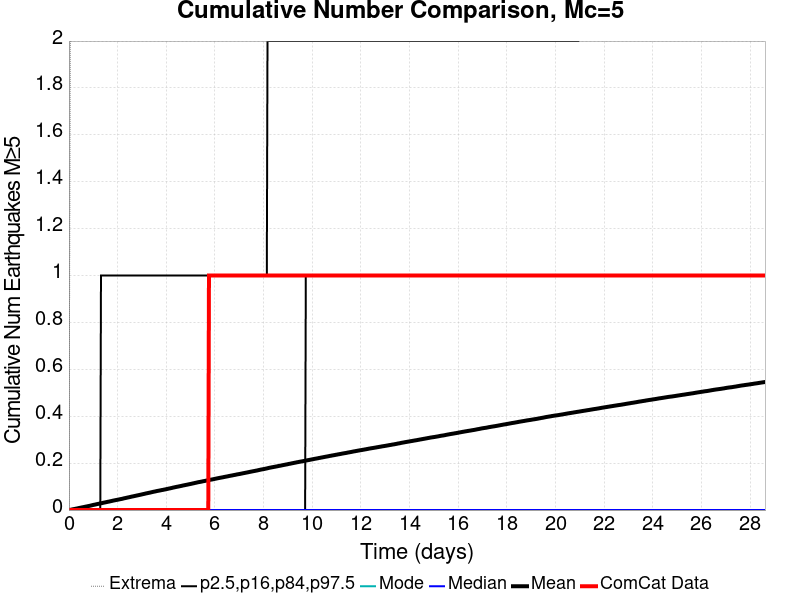 Cumulative Number Comparison, Mc=5
Cumulative Num Earthquakes M≥5
2
1.8
1.6
1.4
1.2
1
0.8
0.6
0.4
0.2
0
0 2 4 6 8 10 12 14 16 18 20 22 24 26 28
Time (days)
Extrema p2.5,p16,p84,p97.5 Mode Median Mean ComCat Data